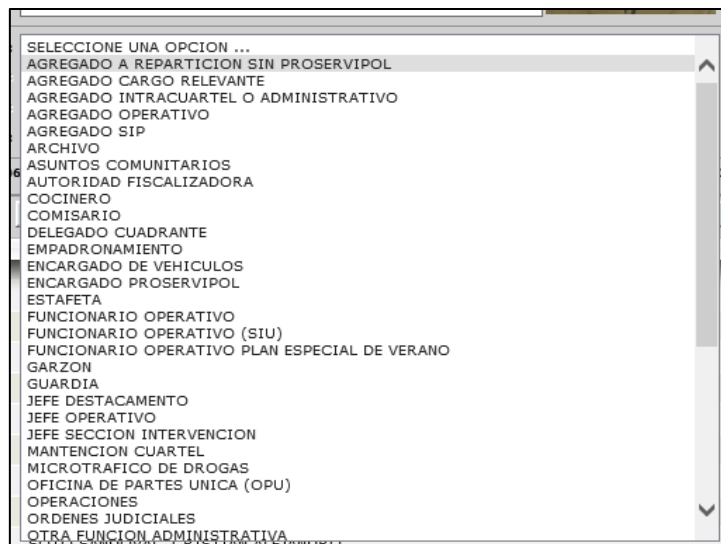 SELECCIONE UNA OPCION ...
AGREGADO A REPARTICION SIN PROSERVIPOL
AGREGADO CARGO RELEVANTE
AGREGADO INTRACUARTEL O ADMINISTRATIVO
AGREGADO OPERATIVO
AGREGADO SIP
ARCHIVO
ASUNTOS COMUNITARIOS
AUTORIDAD FISCALIZADORA
COCINERO
COMISARIO
DELEGADO CUADRANTE
EMPADRONAMIENTO
ENCARGADO DE VEHICULOS
ENCARGADO PROSERVIPOL
ESTAFETA
FUNCIONARIO OPERATIVO
FUNCIONARIO OPERATIVO (SIU)
FUNCIONARIO OPERATIVO PLAN ESPECIAL DE VERANO
GARZON
GUARDIA
JEFE DESTACAMENTO
JEFE OPERATIVO
JEFE SECCION INTERVENCION
MANTENCION CUARTEL
MICROTRAFICO DE DROGAS
OFICINA DE PARTES UNICA (OPU)
OPERACIONES
ORDENES JUDICIALES
OTRA FUNCION ADMINISTRATIVA